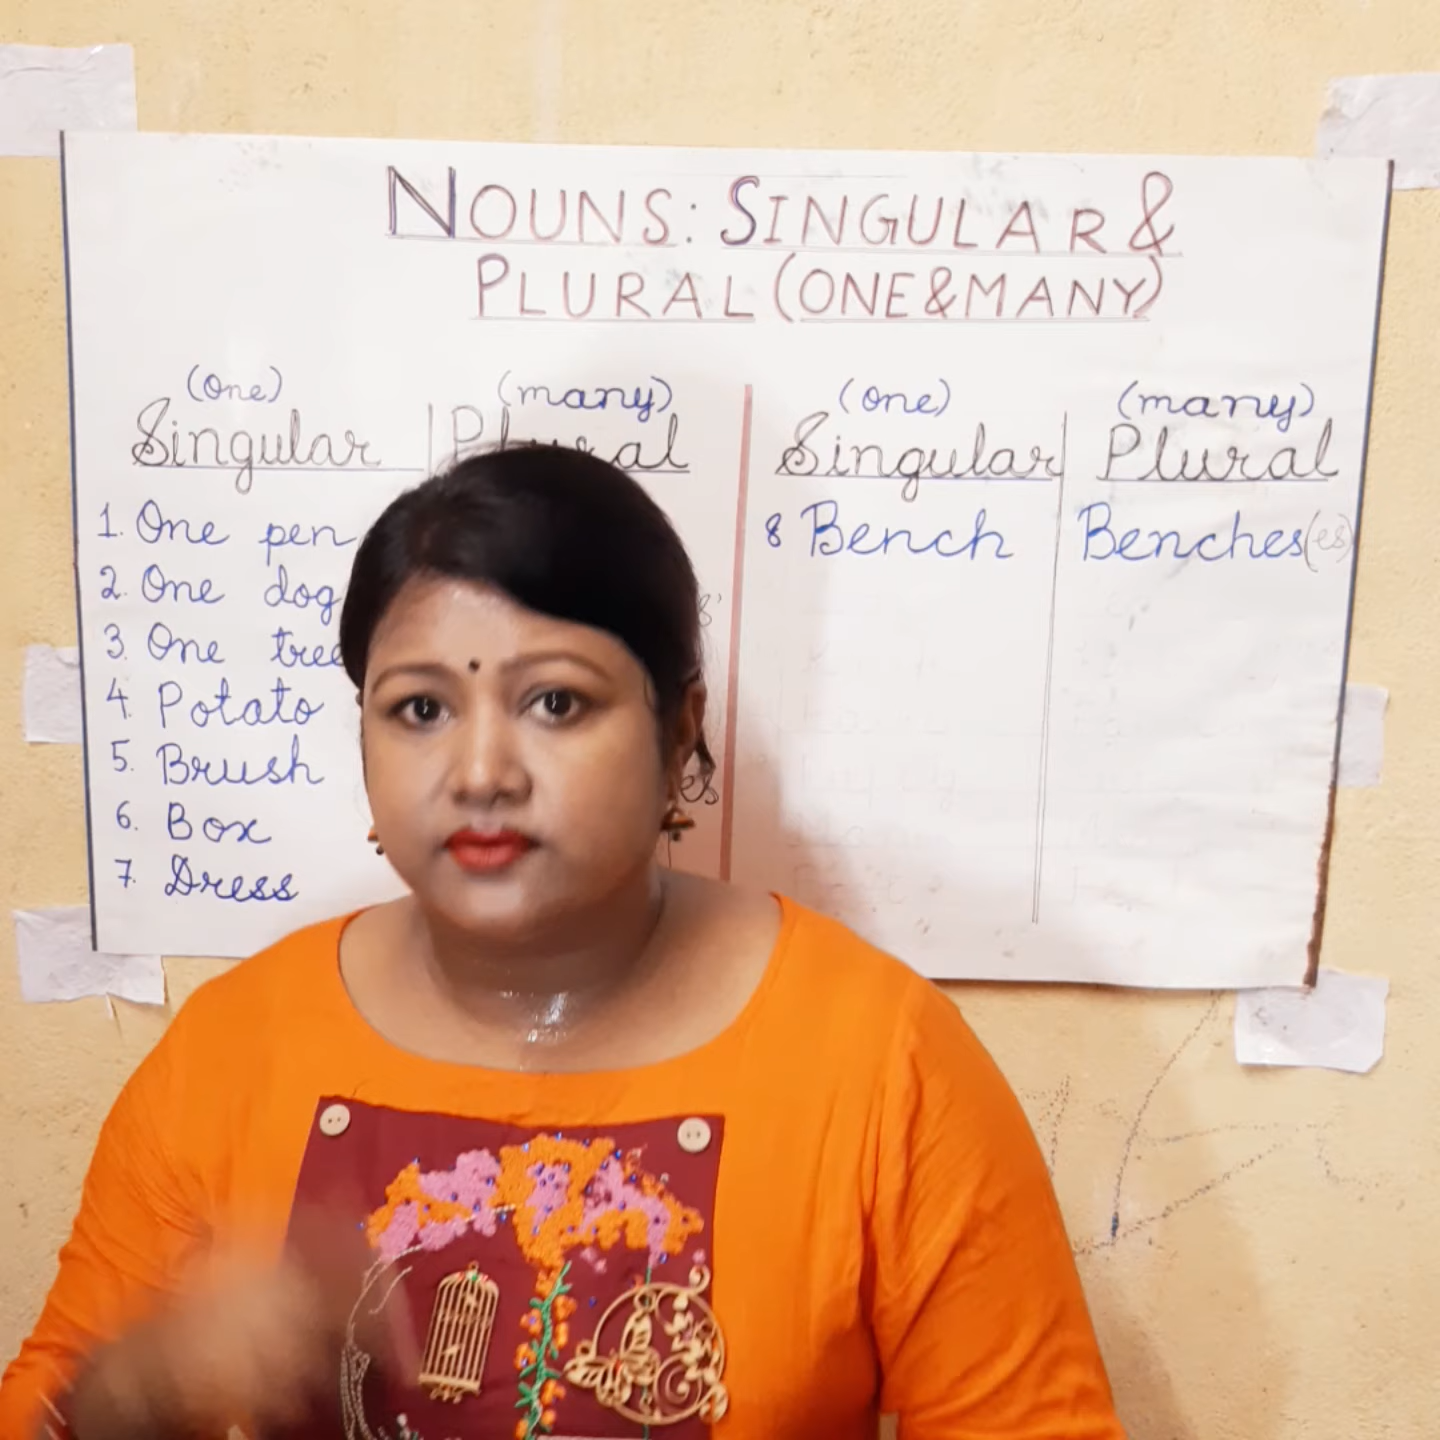 NOUNS: SINGULAR &
PLURAL (ONE & MANY)
(One) (many)
Singular Plural
1. One pen
2. One dog
3. One tree
4. Potato
5. Brush
6. Box
7. Dress
(one) (many)
Singular Plural
8 Bench Benches (es)